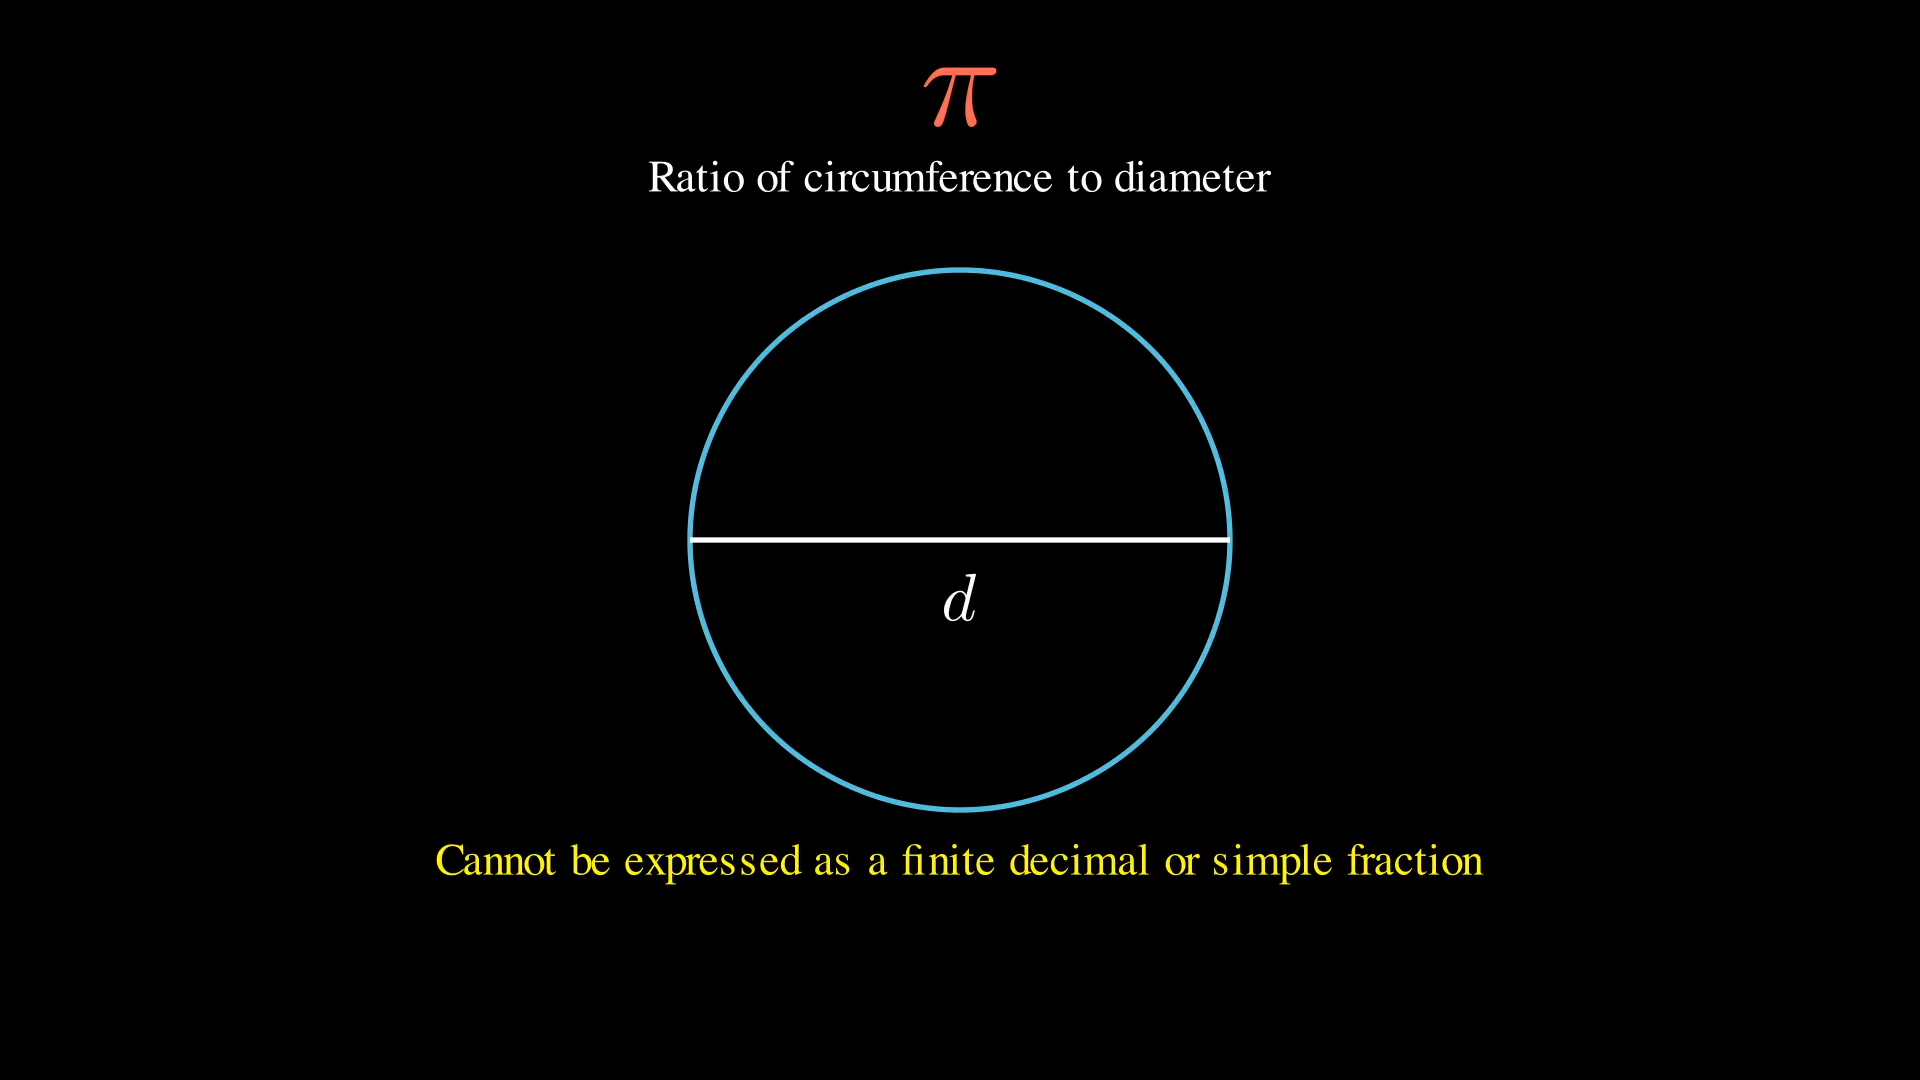 π
Ratio of circumference to diameter
d
Cannot be expressed as a finite decimal or simple fraction